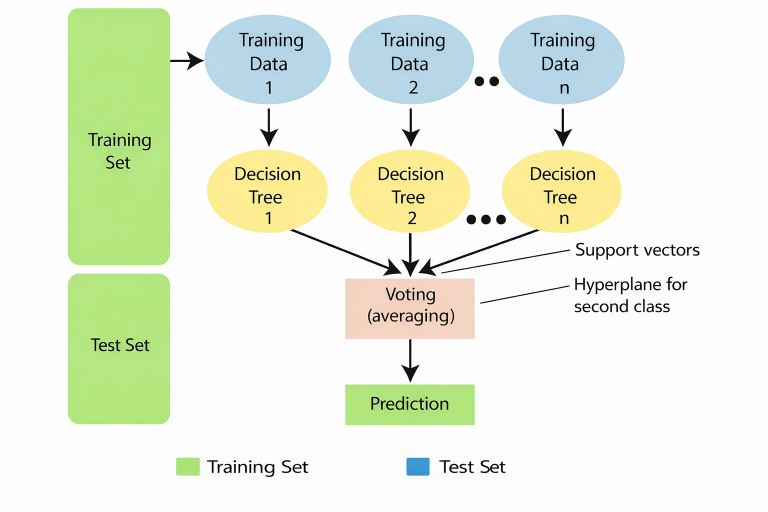 Training
Set
Training
Data
1
Training
Data
2
Training
Data
n
Decision
Tree
1
Decision
Tree
2
Decision
Tree
n
Support vectors
Hyperplane for
second class
Voting
(averaging)
Test Set
Prediction
Training Set
Test Set